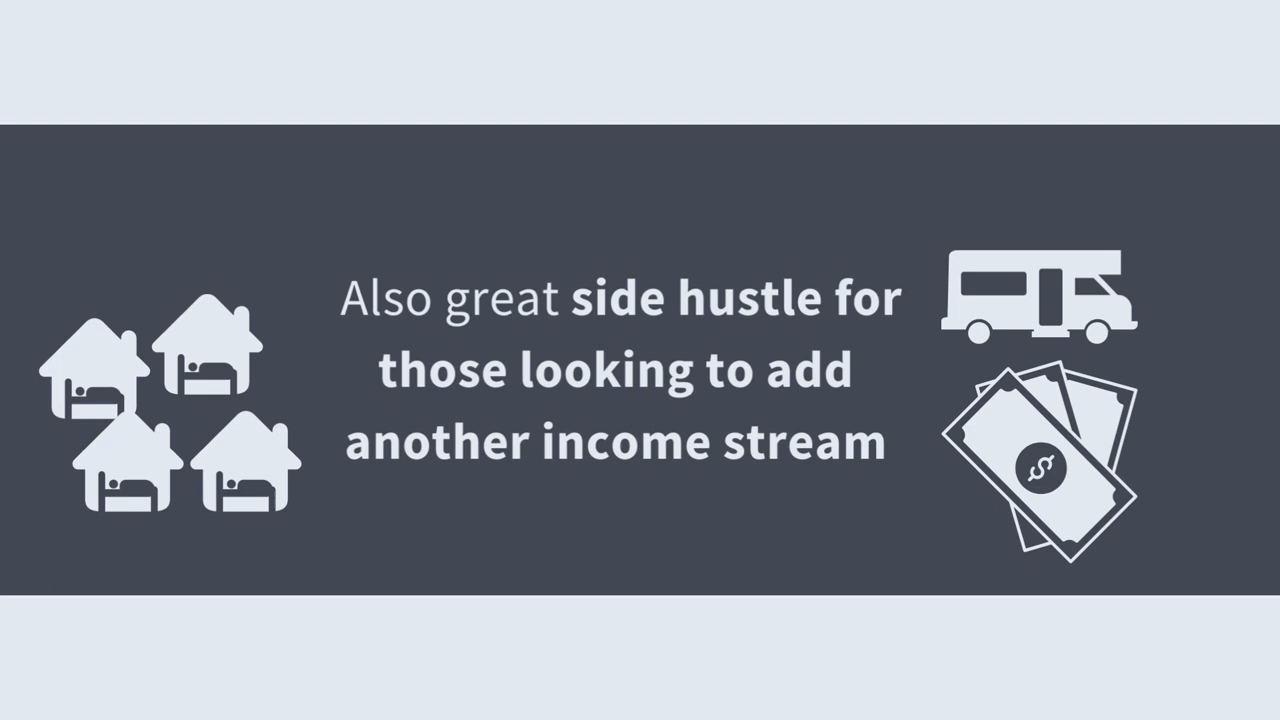 Also great side hustle for
those looking to add
another income stream